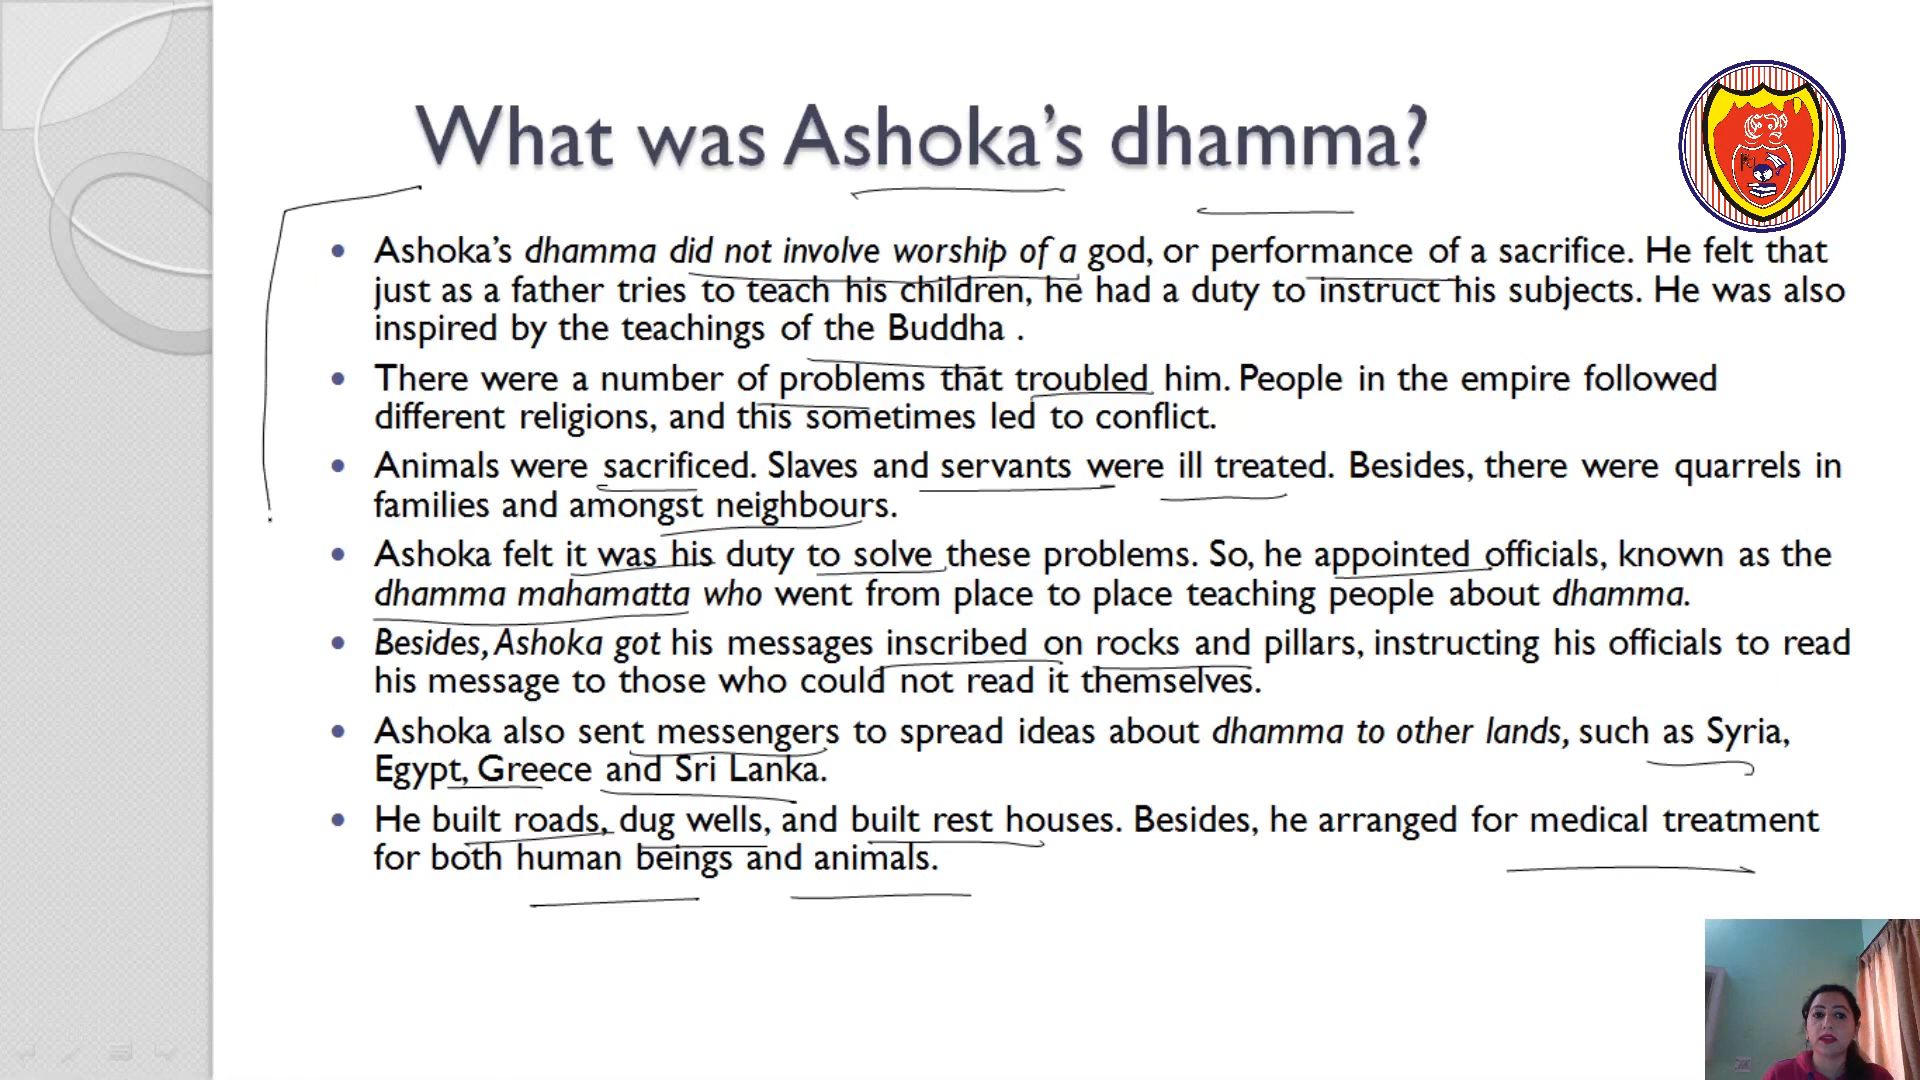 What was Ashoka’s dhamma?
• Ashoka’s dhamma did not involve worship of a god, or performance of a sacrifice. He felt that
just as a father tries to teach his children, he had a duty to instruct his subjects. He was also
inspired by the teachings of the Buddha .
• There were a number of problems that troubled him. People in the empire followed
different religions, and this sometimes led to conflict.
• Animals were sacrificed. Slaves and servants were ill treated. Besides, there were quarrels in
families and amongst neighbours.
• Ashoka felt it was his duty to solve these problems. So, he appointed officials, known as the
dhamma mahamatta who went from place to place teaching people about dhamma.
• Besides, Ashoka got his messages inscribed on rocks and pillars, instructing his officials to read
his message to those who could not read it themselves.
• Ashoka also sent messengers to spread ideas about dhamma to other lands, such as Syria,
Egypt, Greece and Sri Lanka.
• He built roads, dug wells, and built rest houses. Besides, he arranged for medical treatment
for both human beings and animals.